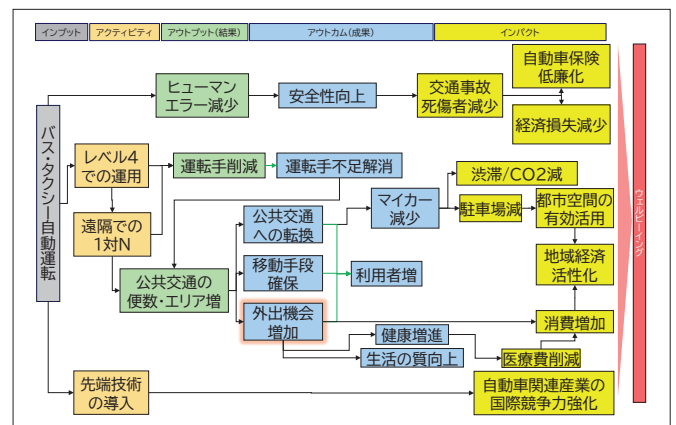 インプット
アクティビティ
アウトプット(結果)
アウトカム(成果)
インパクト
バス・タクシー自動運転
ヒューマン
エラー減少
安全性向上
交通事故
死傷者減少
自動車保険
低廉化
経済損失減少
レベル4
での運用
運転手削減
運転手不足解消
遠隔での
1対N
公共交通の
便数・エリア増
公共交通
への転換
マイカー
減少
渋滞/CO2減
駐車場減
都市空間の
有効活用
移動手段
確保
利用者増
地域経済
活性化
外出機会
増加
消費増加
健康増進
生活の質向上
医療費削減
先端技術
の導入
自動車関連産業の
国際競争力強化
ウェルビーイング